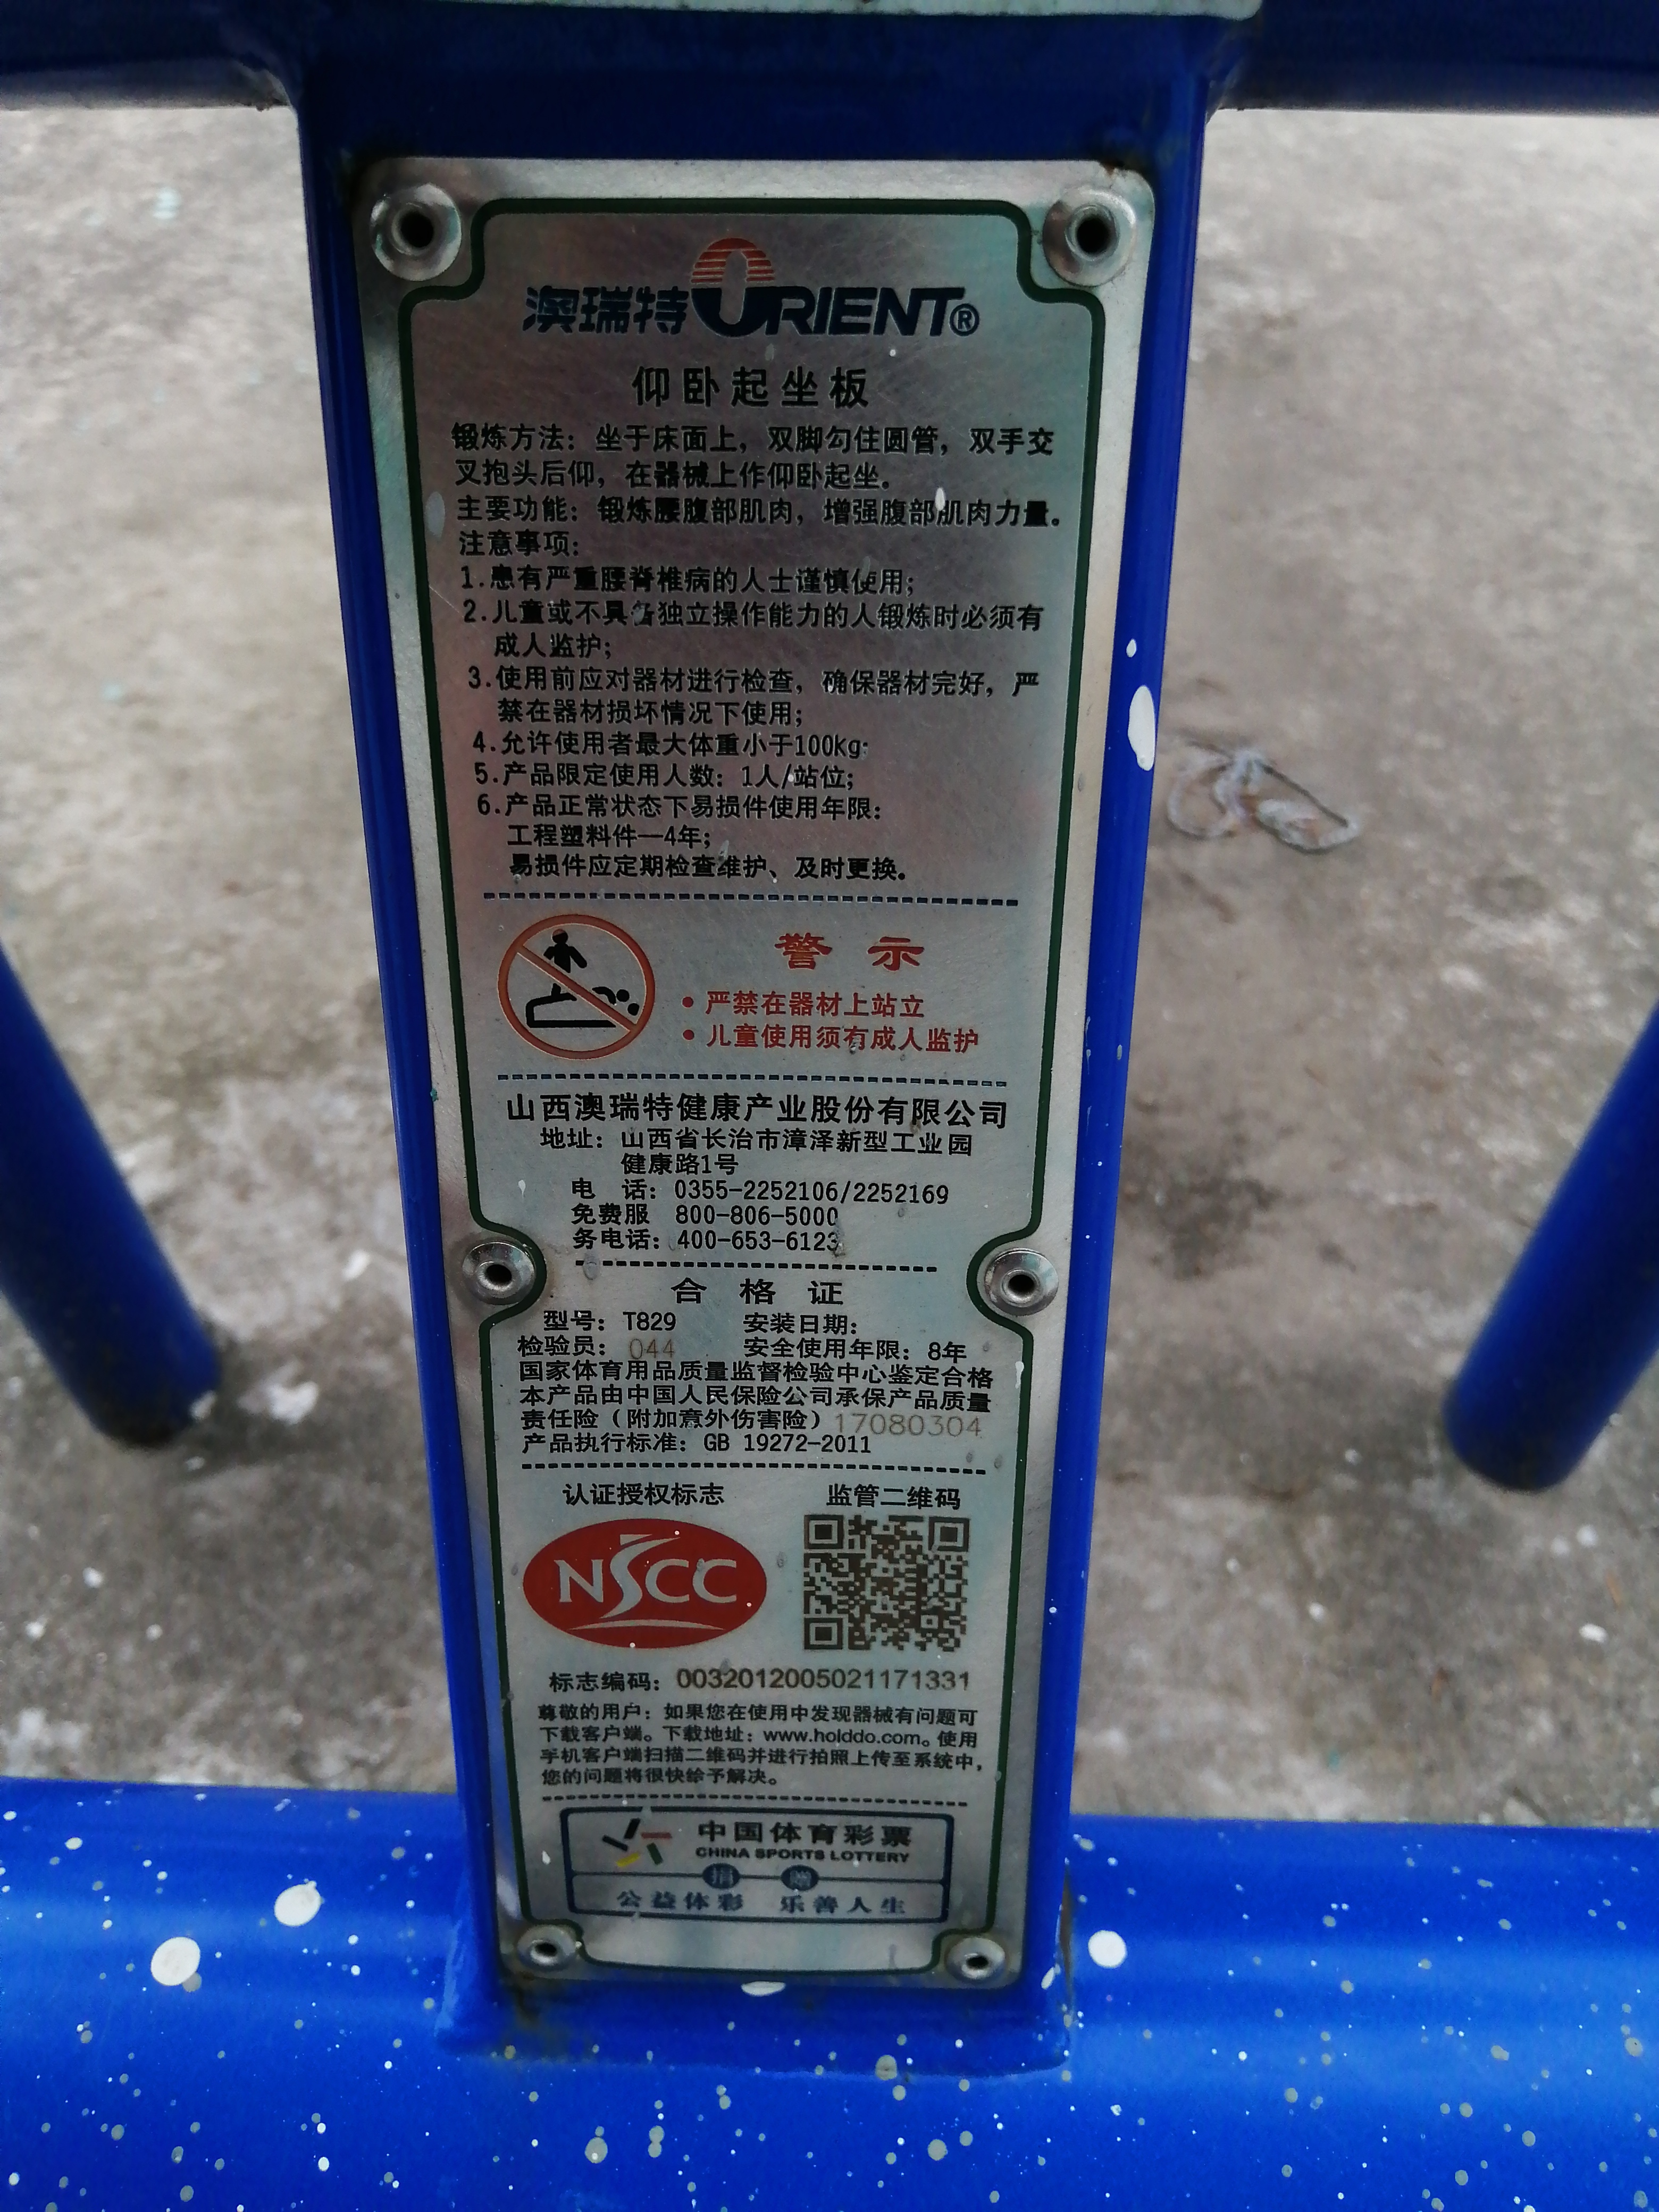 澳瑞特 ORIENT®
仰卧起坐板
锻炼方法：坐于床面上，双脚勾住圆管，双手交
叉抱头后仰，在器械上作仰卧起坐。
主要功能：锻炼腰腹部肌肉，增强腹部肌肉力量。
注意事项：
1.患有严重腰脊椎病的人士谨慎使用；
2.儿童或不具备独立操作能力的人锻炼时必须有
成人监护；
3.使用前应对器材进行检查，确保器材完好，严
禁在器材损坏情况下使用；
4.允许使用者最大体重小于100Kg；
5.产品限定使用人数：1人/站位；
6.产品正常状态下易损件使用年限：
工程塑料件—4年；
易损件应定期检查维护、及时更换。
警示
• 严禁在器材上站立
• 儿童使用须有成人监护
山西澳瑞特健康产业股份有限公司
地址：山西省长治市漳泽新型工业园
健康路1号
电 话：0355-2252106/2252169
免费服 800-806-5000
务电话：400-653-6123
合格证
型号：T829 安装日期：
检验员：044 安全使用年限：8年
国家体育用品质量监督检验中心鉴定合格
本产品由中国人民保险公司承保产品质量
责任险（附加意外伤害险）17080304
产品执行标准：GB 19272-2011
认证授权标志 监管二维码
NSCC
标志编码：0032012005021171331
尊敬的用户：如果您在使用中发现器械有问题可
下载客户端。下载地址：www.holddo.com。使用
手机客户端扫描二维码并进行拍照上传至系统中，
您的问题将很快给予解决。
中国体育彩票
CHINA SPORTS LOTTERY
捐赠
公益体彩 乐善人生